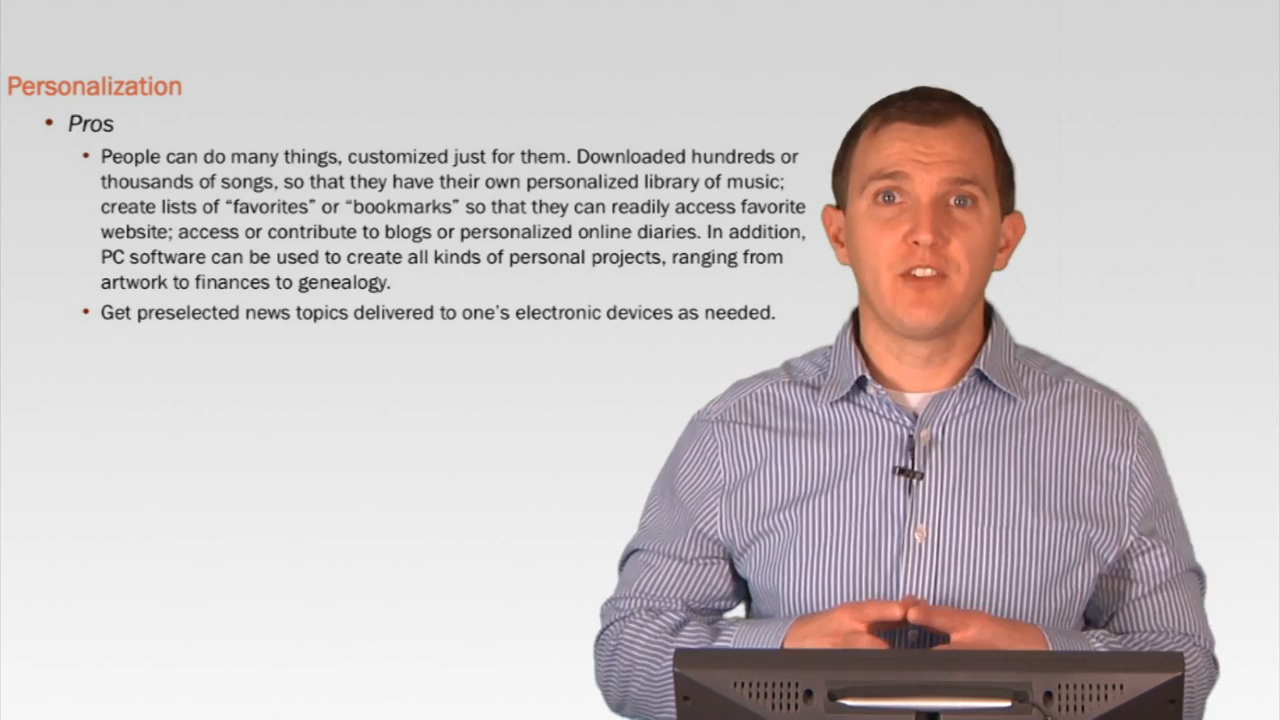 Personalization
• Pros
• People can do many things, customized just for them. Downloaded hundreds or
thousands of songs, so that they have their own personalized library of music;
create lists of “favorites” or “bookmarks” so that they can readily access favorite
website; access or contribute to blogs or personalized online diaries. In addition,
PC software can be used to create all kinds of personal projects, ranging from
artwork to finances to genealogy.
• Get preselected news topics delivered to one’s electronic devices as needed.